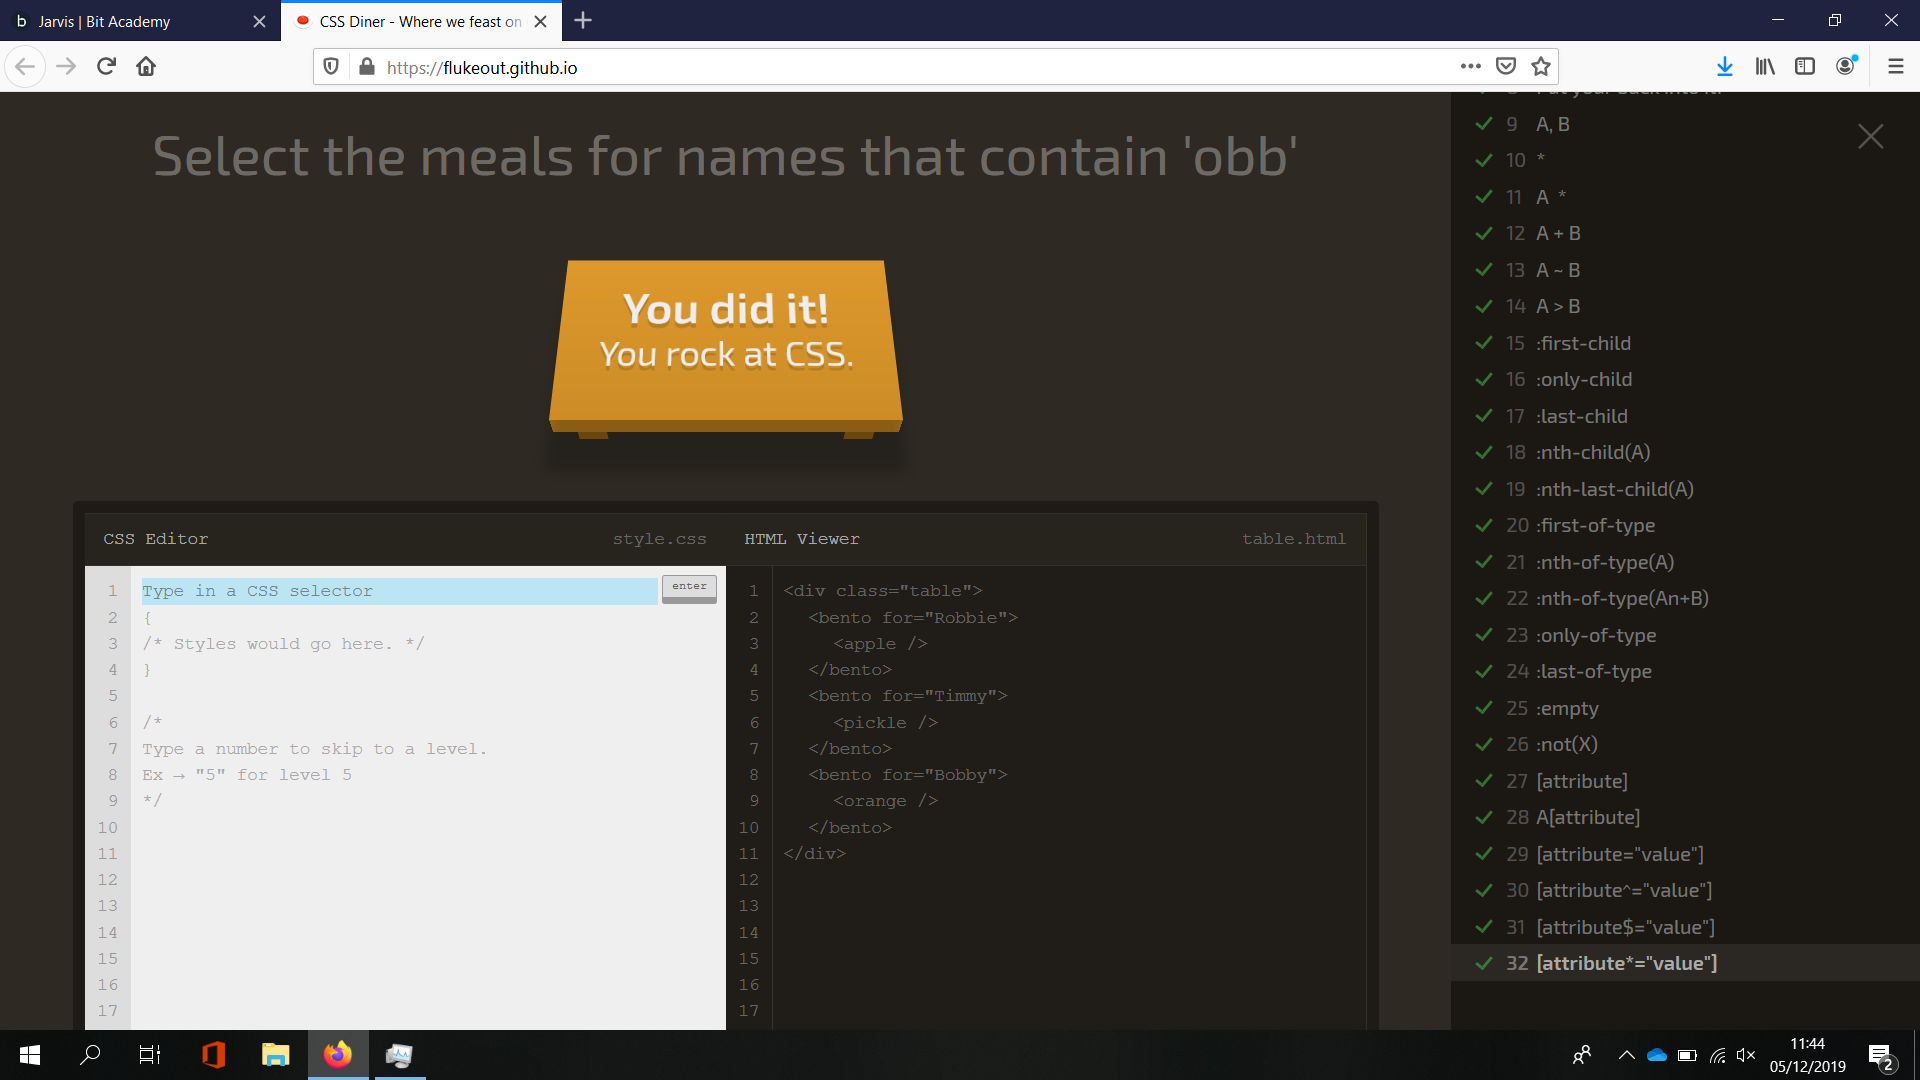 Jarvis | Bit Academy
CSS Diner - Where we feast on
https://flukeout.github.io
Select the meals for names that contain 'obb'
You did it!
You rock at CSS.
CSS Editor
style.css
1 Type in a CSS selector
enter
2 {
3 /* Styles would go here. */
4 }
5
6 /*
7 Type a number to skip to a level.
8 Ex → "5" for level 5
9 */
10
11
12
13
14
15
16
17
HTML Viewer
table.html
1 <div class="table">
2 <bento for="Robbie">
3 <apple />
4 </bento>
5 <bento for="Timmy">
6 <pickle />
7 </bento>
8 <bento for="Bobby">
9 <orange />
10 </bento>
11 </div>
12
13
14
15
16
17
9 A, B
10 *
11 A *
12 A + B
13 A ~ B
14 A > B
15 :first-child
16 :only-child
17 :last-child
18 :nth-child(A)
19 :nth-last-child(A)
20 :first-of-type
21 :nth-of-type(A)
22 :nth-of-type(An+B)
23 :only-of-type
24 :last-of-type
25 :empty
26 :not(X)
27 [attribute]
28 A[attribute]
29 [attribute="value"]
30 [attribute^="value"]
31 [attribute$="value"]
32 [attribute*="value"]
11:44
05/12/2019
2